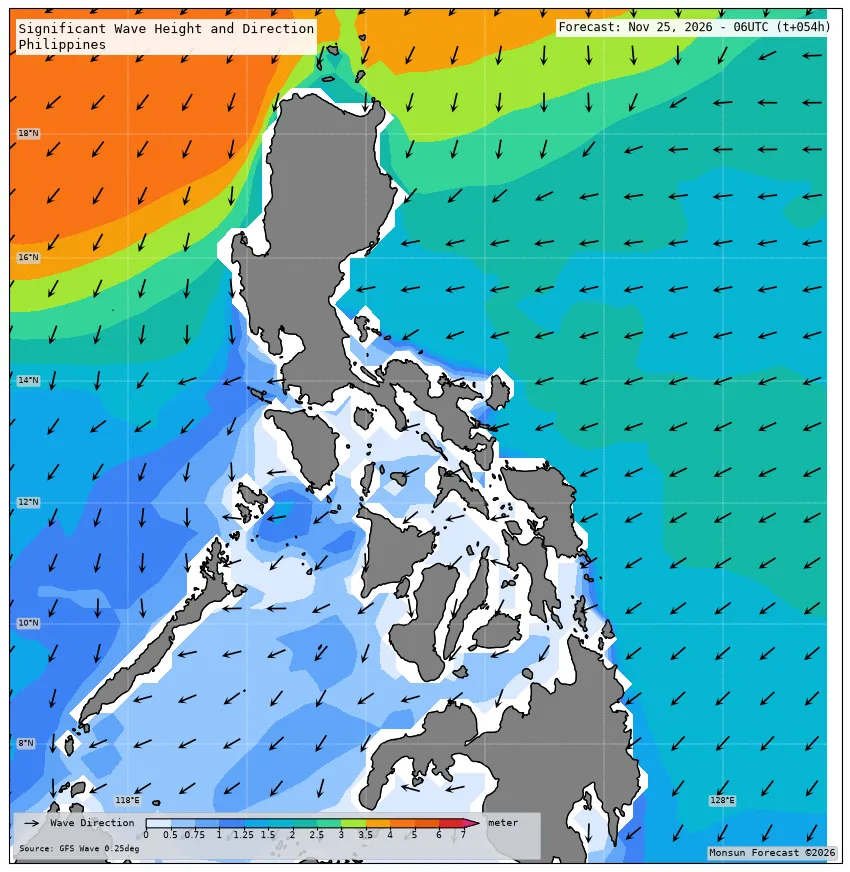 Significant Wave Height and Direction
Philippines
Forecast: Nov 25, 2026 - 06UTC (t+054h)
18°N
16°N
14°N
12°N
10°N
8°N
118°E
128°E
Wave Direction
0 0.5 0.75 1 1.25 1.5 2 2.5 3 3.5 4 5 6 7
meter
Source: GFS Wave 0.25deg
Monsun Forecast ©2026